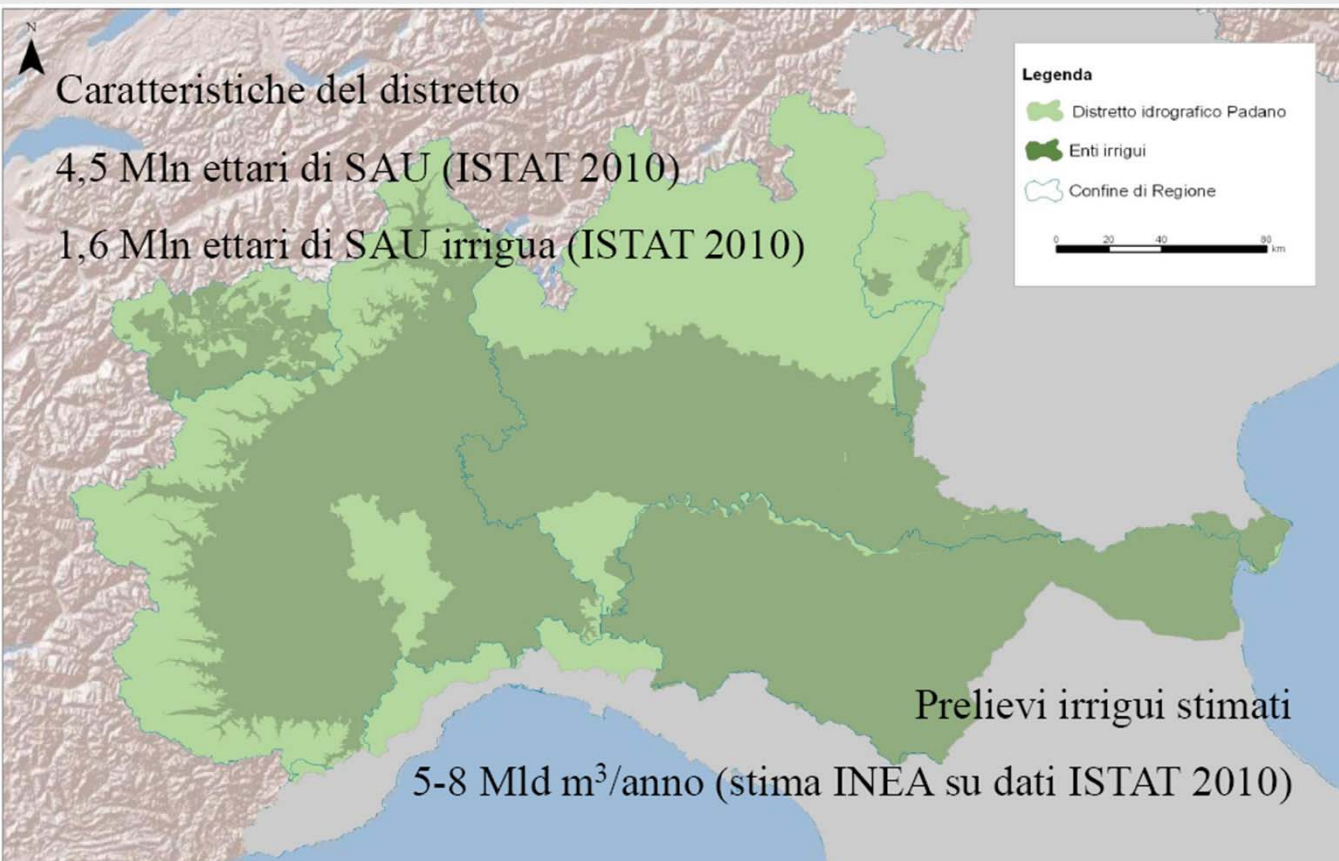 N
Caratteristiche del distretto
4,5 Mln ettari di SAU (ISTAT 2010)
1,6 Mln ettari di SAU irrigua (ISTAT 2010)
Legenda
Distretto idrografico Padano
Enti irrigui
Confine di Regione
0 20 40 80
km
Prelievi irrigui stimati
5-8 Mld m³/anno (stima INEA su dati ISTAT 2010)